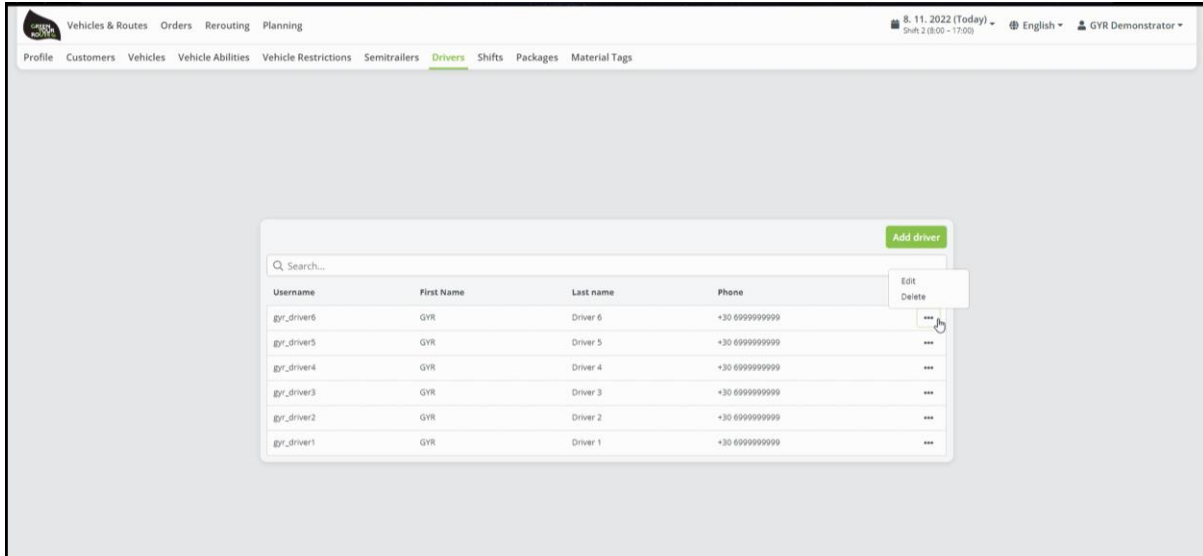 GREEN YOUR ROUTE
Vehicles & Routes Orders Rerouting Planning
8. 11. 2022 (Today)
Shift 2 (8:00 - 17:00)
English
GYR Demonstrator
Profile Customers Vehicles Vehicle Abilities Vehicle Restrictions Semitrailers Drivers Shifts Packages Material Tags
Add driver
Search...
Edit
Delete
Username First Name Last name Phone
gyr_driver6 GYR Driver 6 +30 6999999999
gyr_driver5 GYR Driver 5 +30 6999999999
gyr_driver4 GYR Driver 4 +30 6999999999
gyr_driver3 GYR Driver 3 +30 6999999999
gyr_driver2 GYR Driver 2 +30 6999999999
gyr_driver1 GYR Driver 1 +30 6999999999